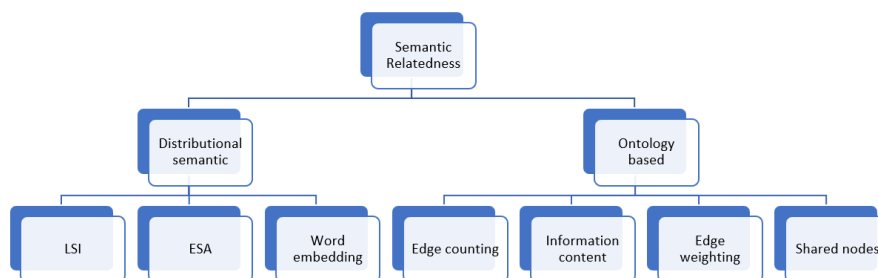 Semantic
Relatedness
Distributional
semantic
Ontology
based
LSI
ESA
Word
embedding
Edge counting
Information
content
Edge
weighting
Shared nodes